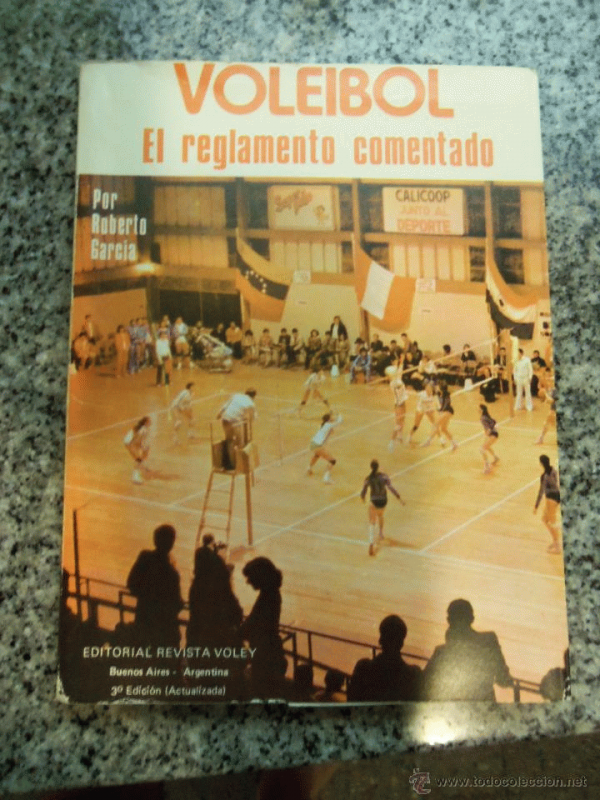 VOLEIBOL
El reglamento comentado
Por
Roberto
Garcia
CALICOOP
JUNTO AL
DEPORTE
EDITORIAL REVISTA VOLEY
Buenos Aires - Argentina
3º Edición (Actualizada)
www.todocoleccion.net